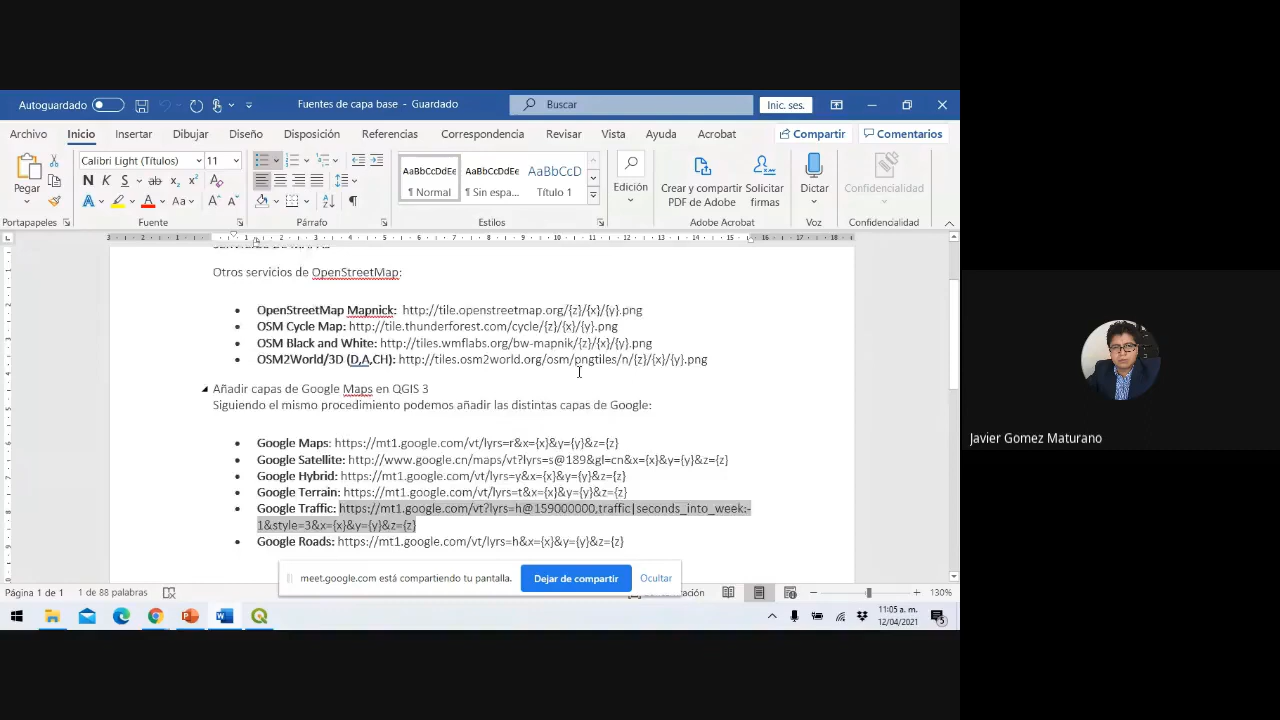 Autoguardado
Fuentes de capa base - Guardado
Buscar
Inic. ses.
Archivo Inicio Insertar Dibujar Diseño Disposición Referencias Correspondencia Revisar Vista Ayuda Acrobat Compartir Comentarios
Calibri Light (Títulos) 11
Pegar
N K S ab x₂ x²
AaBbCcDdEe AaBbCcDdEe AaBbCcD
¶ Normal ¶ Sin espa... Título 1
Edición
Crear y compartir PDF de Adobe
Solicitar firmas
Dictar
Confidencialidad
Portapapeles Fuente Párrafo Estilos Adobe Acrobat Voz Confidencialidad
Otros servicios de OpenStreetMap:
• OpenStreetMap Mapnick: http://tile.openstreetmap.org/{z}/{x}/{y}.png
• OSM Cycle Map: http://tile.thunderforest.com/cycle/{z}/{x}/{y}.png
• OSM Black and White: http://tiles.wmflabs.org/bw-mapnik/{z}/{x}/{y}.png
• OSM2World/3D (D,A,CH): http://tiles.osm2world.org/osm/pngtiles/n/{z}/{x}/{y}.png
Añadir capas de Google Maps en QGIS 3
Siguiendo el mismo procedimiento podemos añadir las distintas capas de Google:
• Google Maps: https://mt1.google.com/vt/lyrs=r&x={x}&y={y}&z={z}
• Google Satellite: http://www.google.cn/maps/vt?lyrs=s@189&gl=cn&x={x}&y={y}&z={z}
• Google Hybrid: https://mt1.google.com/vt/lyrs=y&x={x}&y={y}&z={z}
• Google Terrain: https://mt1.google.com/vt/lyrs=t&x={x}&y={y}&z={z}
• Google Traffic: https://mt1.google.com/vt?lyrs=h@159000000,traffic|seconds_into_week:-
1&style=3&x={x}&y={y}&z={z}
• Google Roads: https://mt1.google.com/vt/lyrs=h&x={x}&y={y}&z={z}
meet.google.com está compartiendo tu pantalla. Dejar de compartir Ocultar
Página 1 de 1 1 de 88 palabras 130%
11:05 a. m.
12/04/2021
5
Javier Gomez Maturano